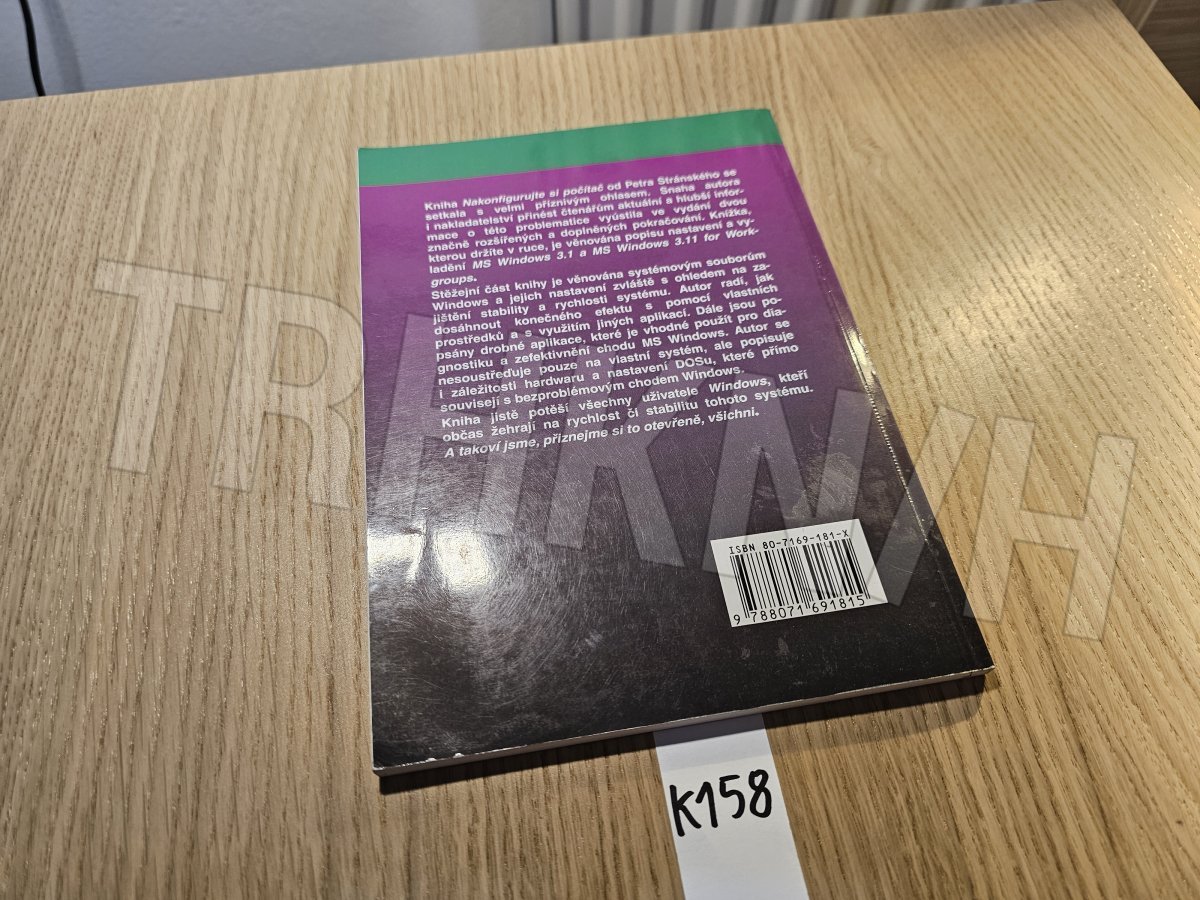 Kniha Nakonfigurujte si počítač od Petra Stránského se
setkala s velmi příznivým ohlasem. Snaha autora
i nakladatelství přinést čtenářům aktuální a hlubší infor-
mace o této problematice vyústila ve vydání dvou
značně rozšířených a doplněných pokračování. Knížka,
kterou držíte v ruce, je věnována popisu nastavení a vy-
ladění MS Windows 3.1 a MS Windows 3.11 for Work-
groups.
Stěžejní část knihy je věnována systémovým souborům
Windows a jejich nastavení zvláště s ohledem na za-
jištění stability a rychlosti systému. Autor radí, jak
dosáhnout konečného efektu s pomocí vlastních
prostředků a s využitím jiných aplikací. Dále jsou po-
psány drobné aplikace, které je vhodné použít pro dia-
gnostiku a zefektivnění chodu MS Windows. Autor se
nesoustřeďuje pouze na vlastní systém, ale popisuje
i záležitosti hardwaru a nastavení DOSu, které přímo
souvisejí s bezproblémovým chodem Windows.
Kniha jistě potěší všechny uživatele Windows, kteří
občas žehrají na rychlost či stabilitu tohoto systému.
A takoví jsme, přiznejme si to otevřeně, všichni.
ISBN 80-7169-181-X
9 788071 691815
K158